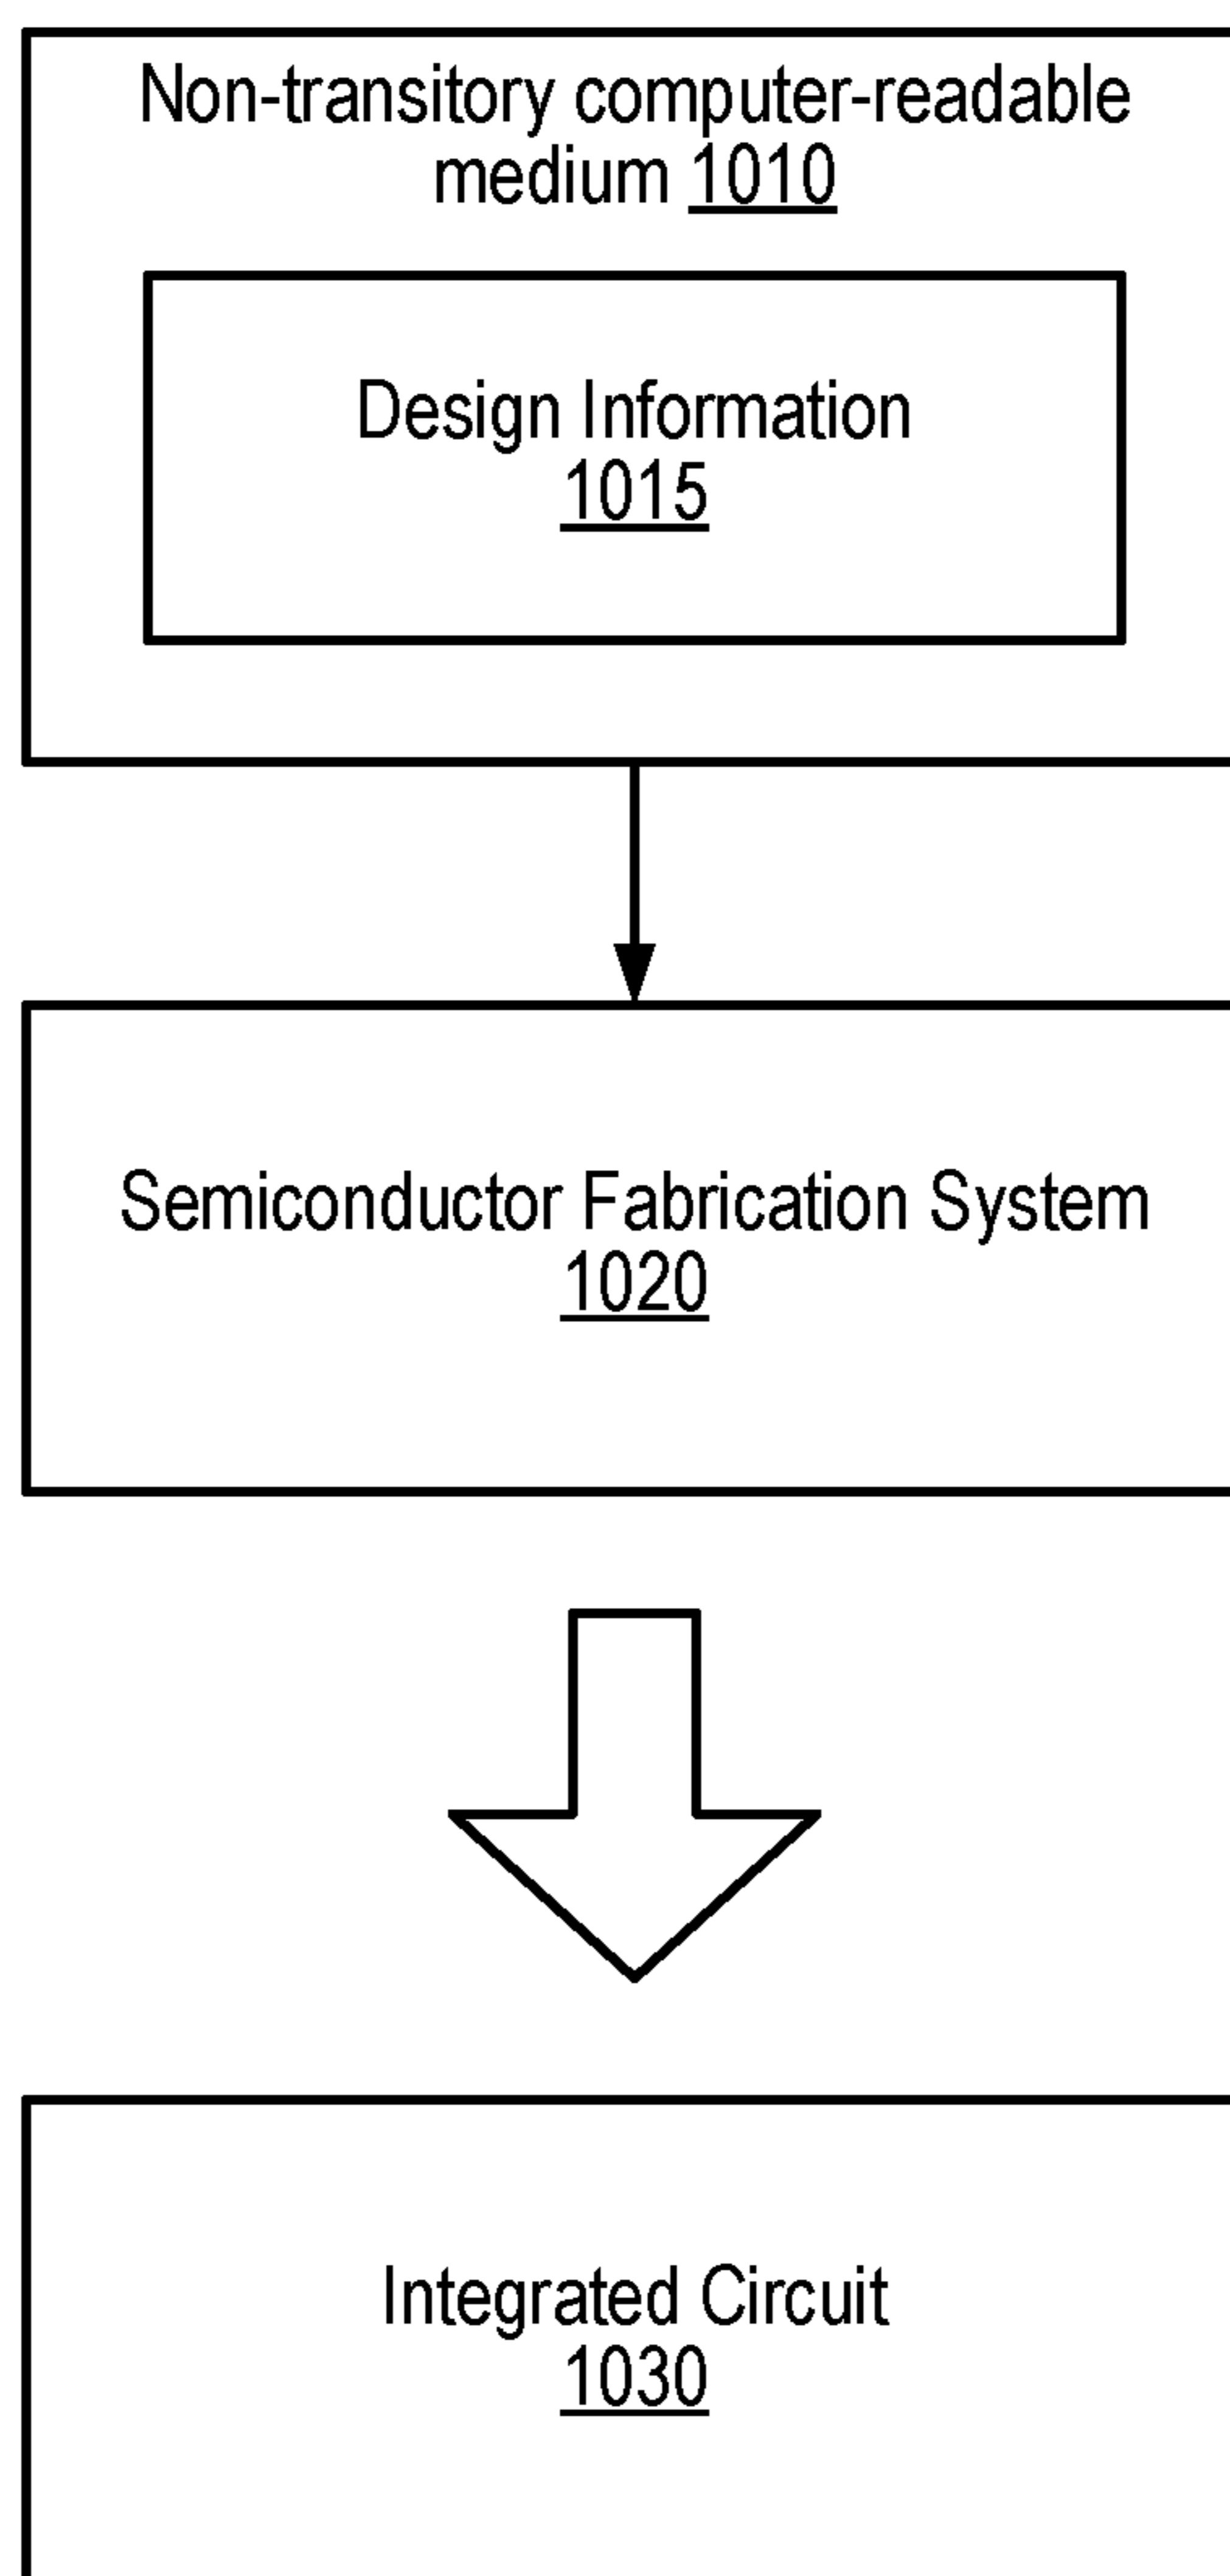 Non-transitory computer-readable
medium 1010
Design Information
1015
Semiconductor Fabrication System
1020
Integrated Circuit
1030